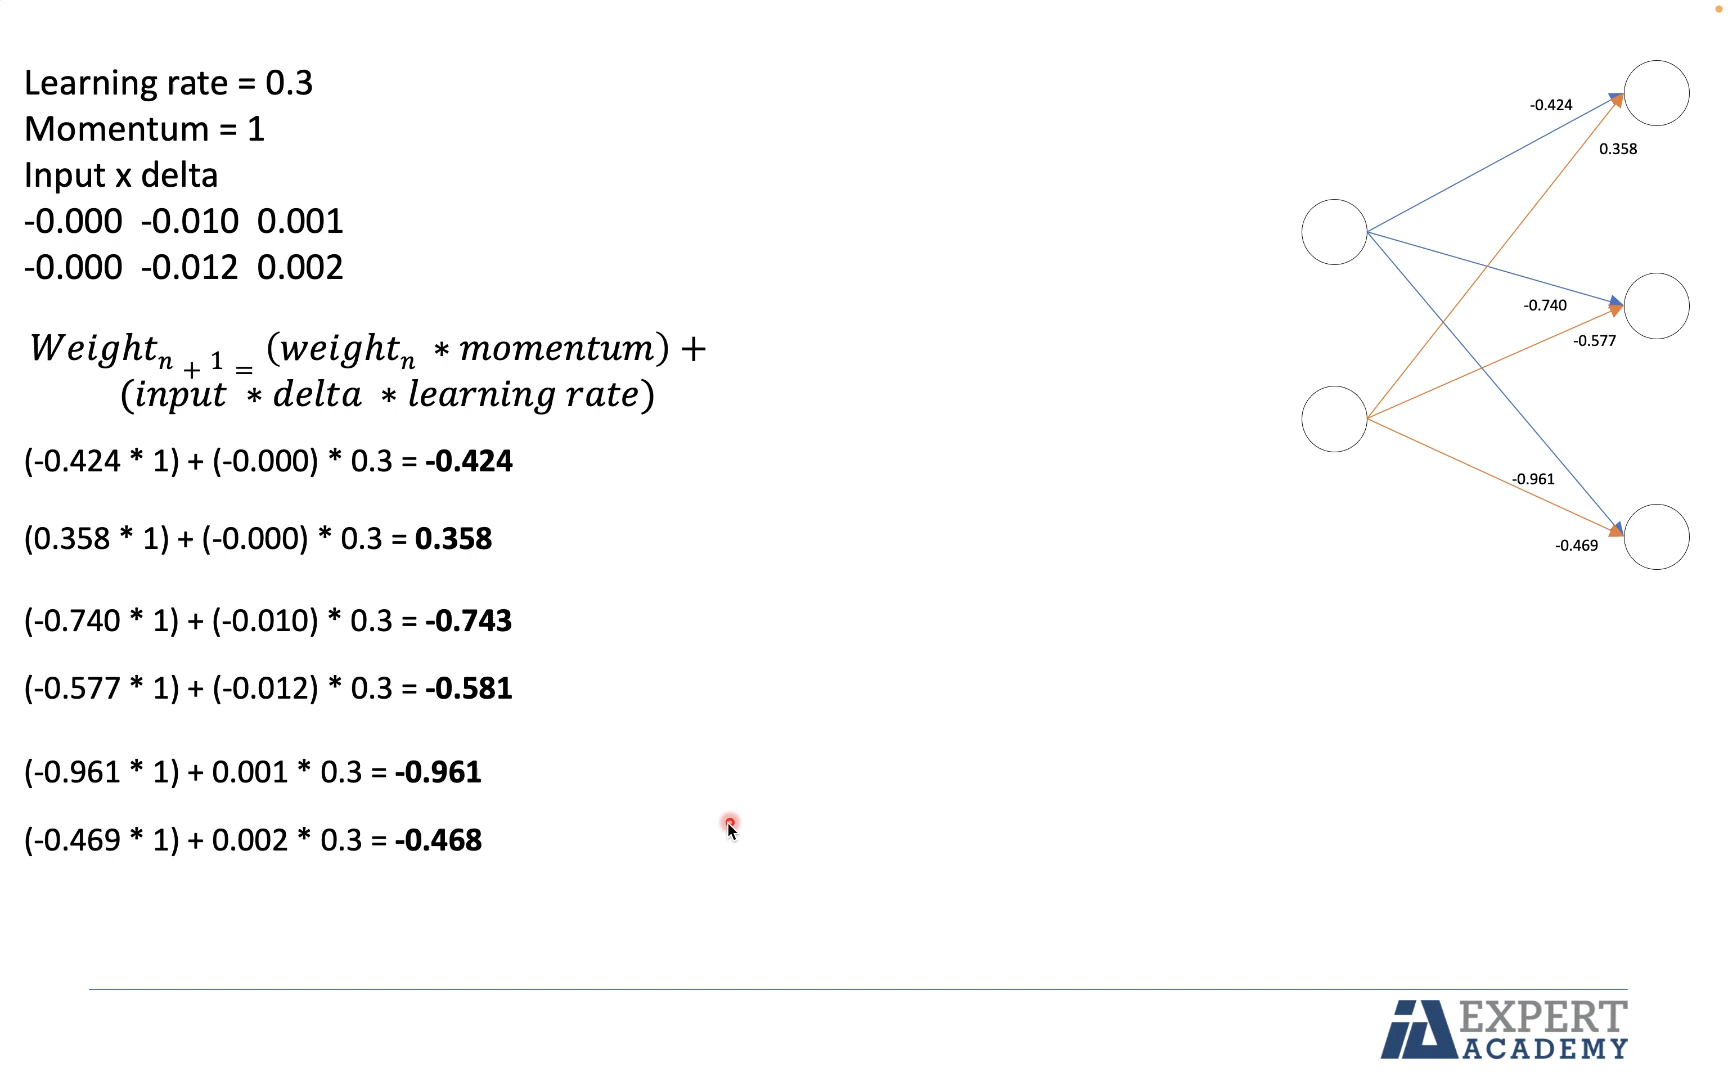 Learning rate = 0.3
Momentum = 1
Input x delta
-0.000 -0.010 0.001
-0.000 -0.012 0.002
Weightₙ ₊ ₁ ₌ (weightₙ * momentum) +
(input * delta * learning rate)
(-0.424 * 1) + (-0.000) * 0.3 = -0.424
(0.358 * 1) + (-0.000) * 0.3 = 0.358
(-0.740 * 1) + (-0.010) * 0.3 = -0.743
(-0.577 * 1) + (-0.012) * 0.3 = -0.581
(-0.961 * 1) + 0.001 * 0.3 = -0.961
(-0.469 * 1) + 0.002 * 0.3 = -0.468
-0.424
0.358
-0.740
-0.577
-0.961
-0.469
IA EXPERT
ACADEMY